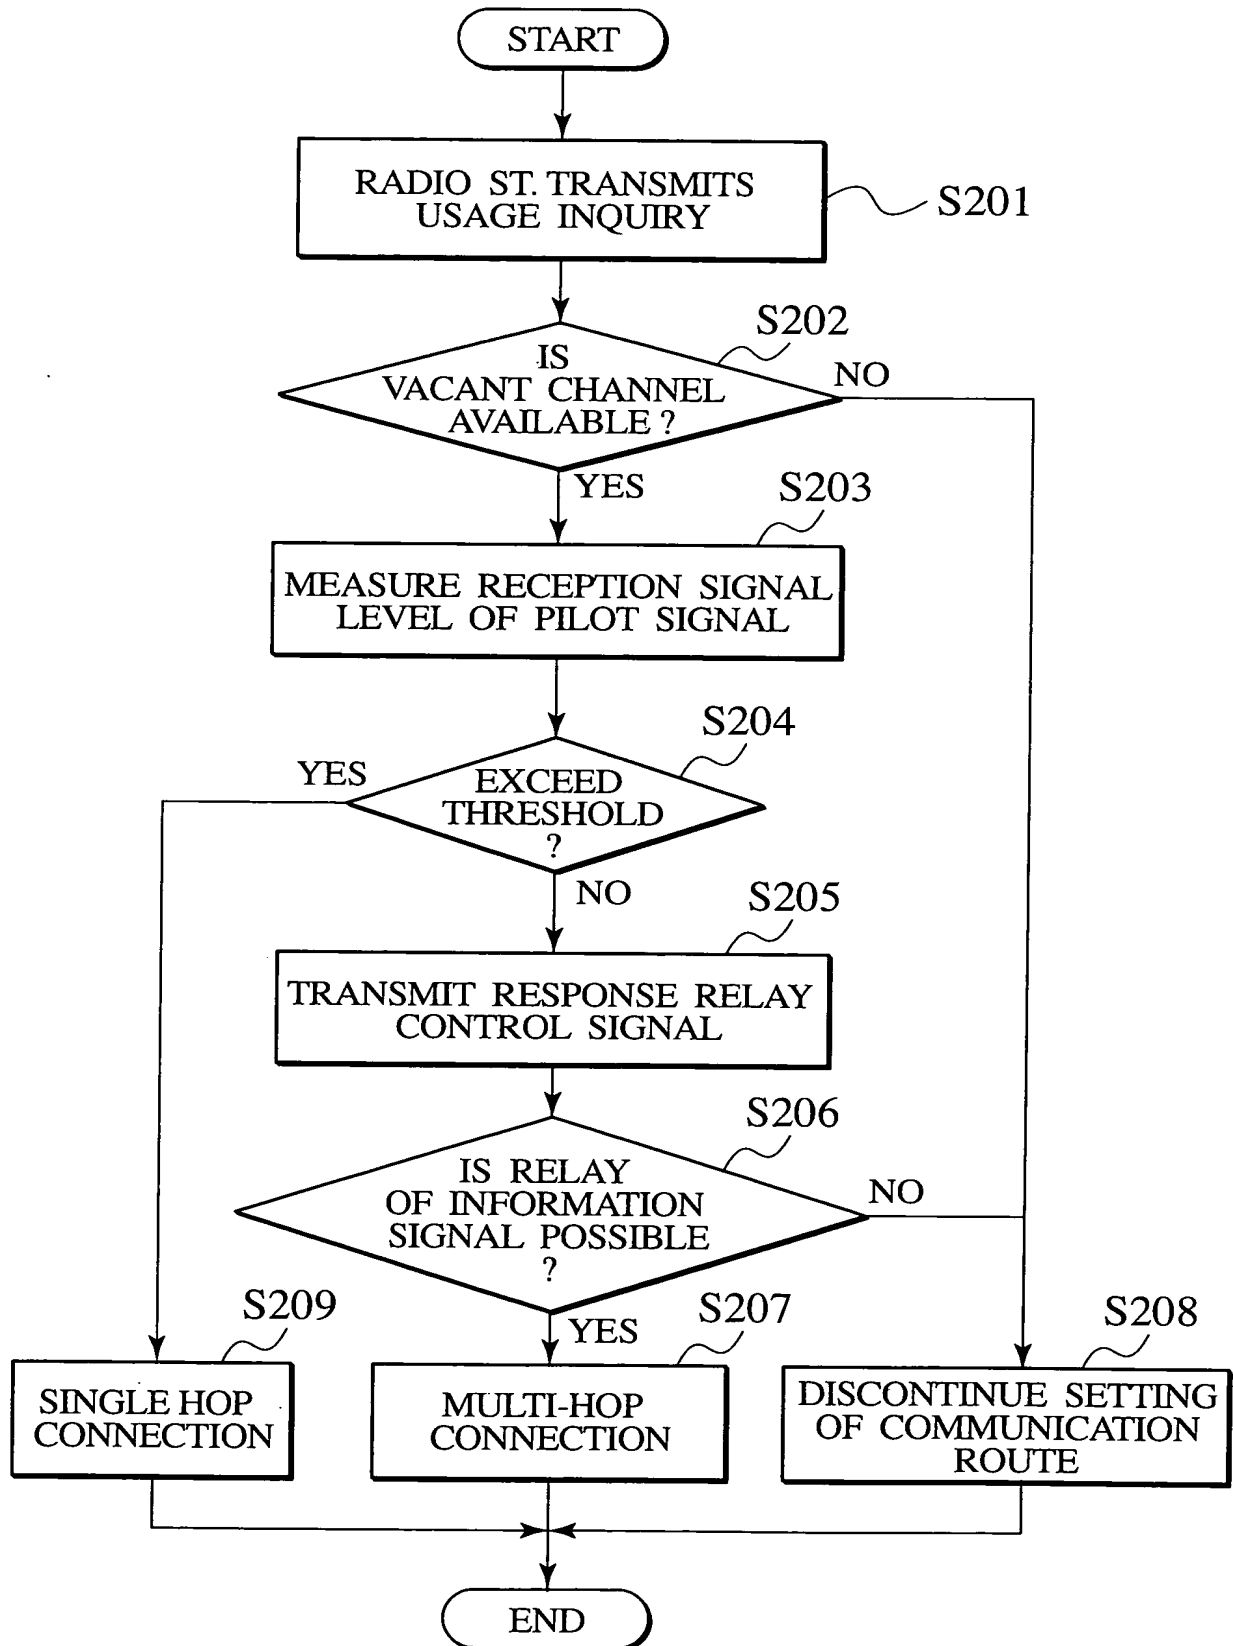 START
RADIO ST. TRANSMITS
USAGE INQUIRY
S201
S202
IS
VACANT CHANNEL
AVAILABLE ?
NO
YES
S203
MEASURE RECEPTION SIGNAL
LEVEL OF PILOT SIGNAL
S204
YES
EXCEED
THRESHOLD
?
NO
S205
TRANSMIT RESPONSE RELAY
CONTROL SIGNAL
S206
IS RELAY
OF INFORMATION
SIGNAL POSSIBLE
?
NO
YES
S209
SINGLE HOP
CONNECTION
S207
MULTI-HOP
CONNECTION
S208
DISCONTINUE SETTING
OF COMMUNICATION
ROUTE
END